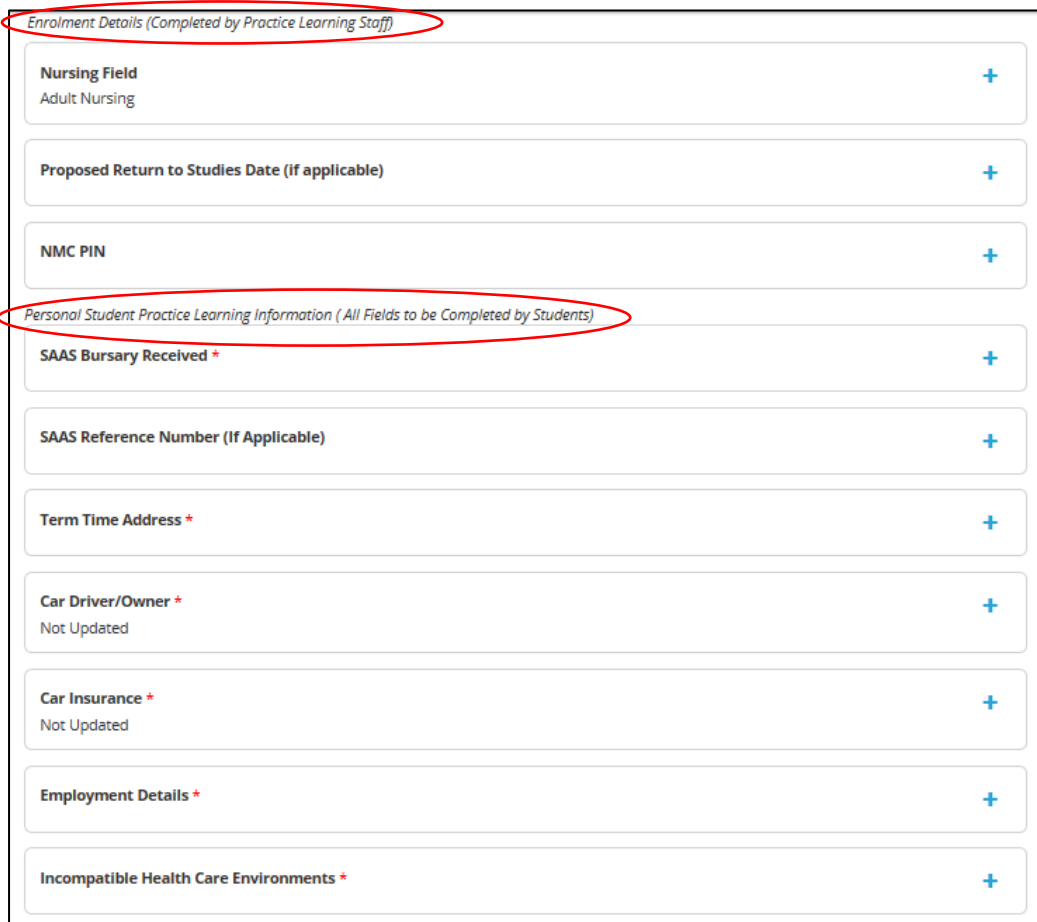 Enrolment Details (Completed by Practice Learning Staff)
Nursing Field
Adult Nursing
Proposed Return to Studies Date (if applicable)
NMC PIN
Personal Student Practice Learning Information ( All Fields to be Completed by Students)
SAAS Bursary Received *
SAAS Reference Number (If Applicable)
Term Time Address *
Car Driver/Owner *
Not Updated
Car Insurance *
Not Updated
Employment Details *
Incompatible Health Care Environments *